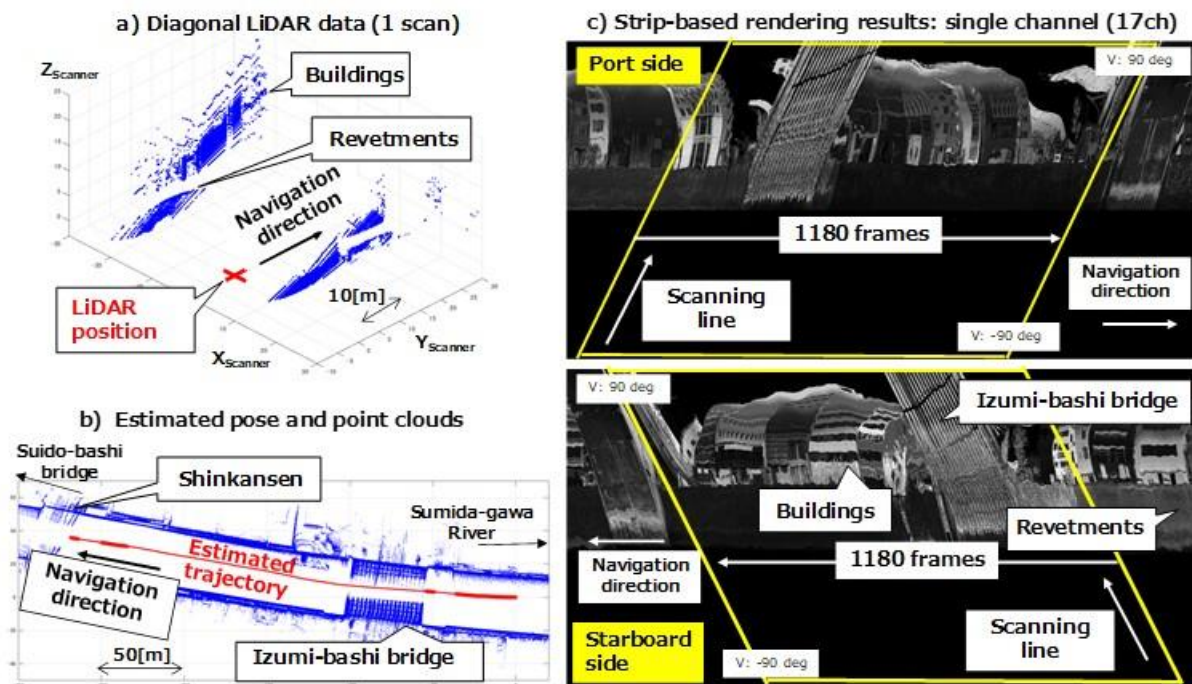 a) Diagonal LiDAR data (1 scan)
Z Scanner
Buildings
Revetments
Navigation
direction
LiDAR
position
10[m]
X Scanner
Y Scanner
b) Estimated pose and point clouds
Suido-bashi
bridge
Shinkansen
Sumida-gawa
River
Estimated
trajectory
Navigation
direction
50[m]
Izumi-bashi bridge
c) Strip-based rendering results: single channel (17ch)
Port side
V: 90 deg
1180 frames
Scanning
line
Navigation
direction
V: -90 deg
V: 90 deg
Izumi-bashi bridge
Buildings
Revetments
1180 frames
Navigation
direction
Starboard
side
Scanning
line
V: -90 deg